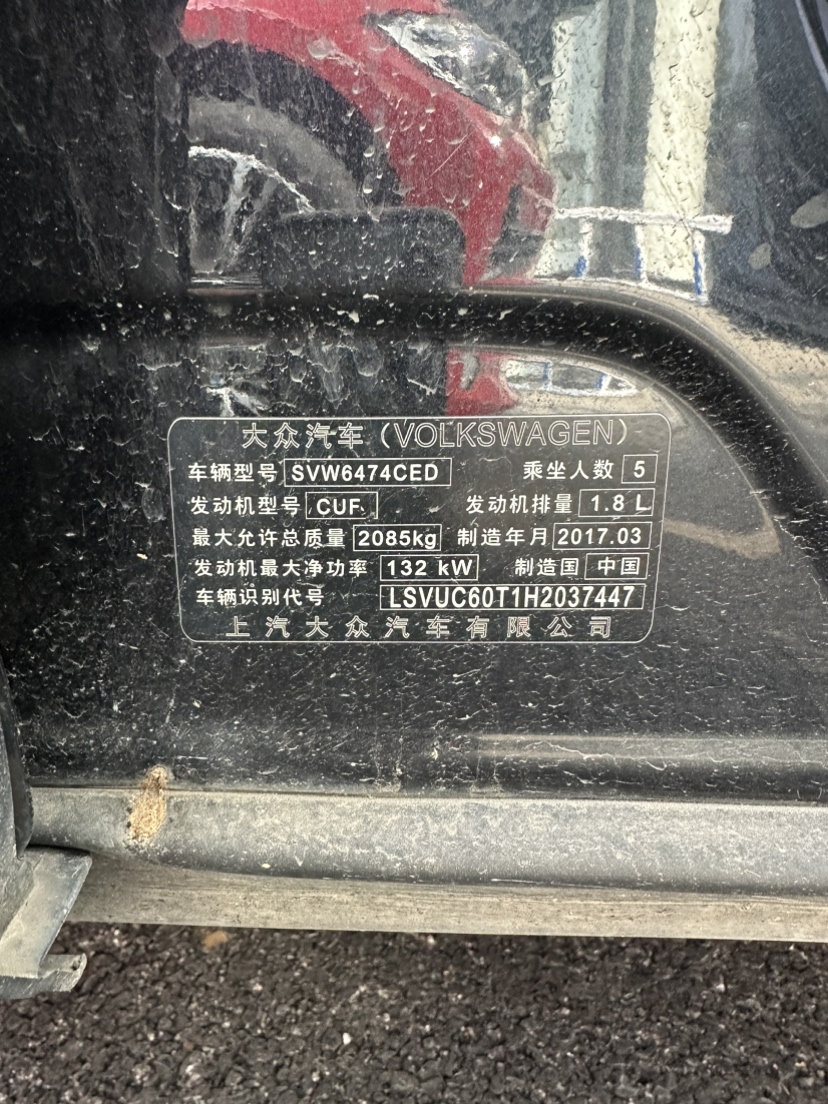 大众汽车（VOLKSWAGEN）
车辆型号 SVW6474CED 乘坐人数 5
发动机型号 CUF 发动机排量 1.8 L
最大允许总质量 2085kg 制造年月 2017.03
发动机最大净功率 132 kW 制造国 中国
车辆识别代号 LSVUC60T1H2037447
上汽大众汽车有限公司